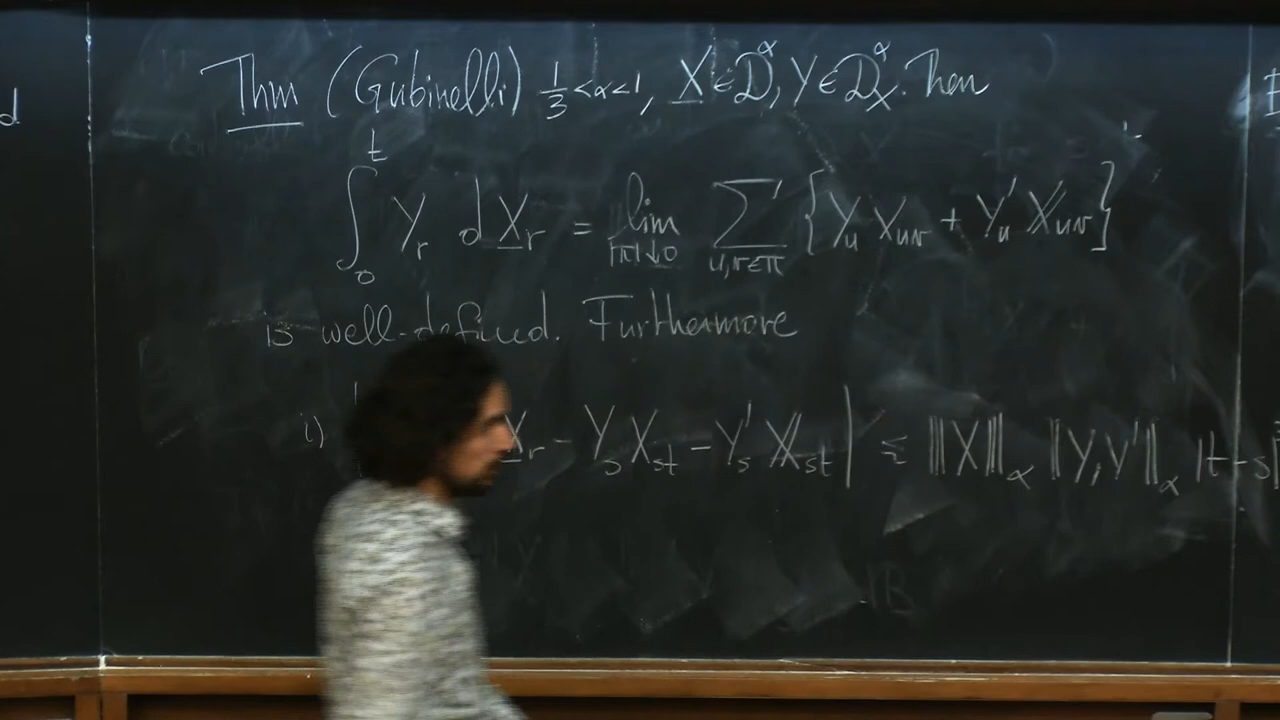 d
Thm (Gubinelli) 1/3 < α < 1, X ∈ 𝒟^α, Y ∈ 𝒟_X^α. Then
∫_0^t Y_r d𝐗_r = lim_{|π|↓0} Σ'_{u,v∈π} {Y_u X_{uv} + Y'_u 𝕏_{uv}}
is well-defined. Furthermore
i) | X_r - Y_s X_{st} - Y'_s 𝕏_{st} | ≲ |||X|||_α ||Y, Y'||_α |t-s|